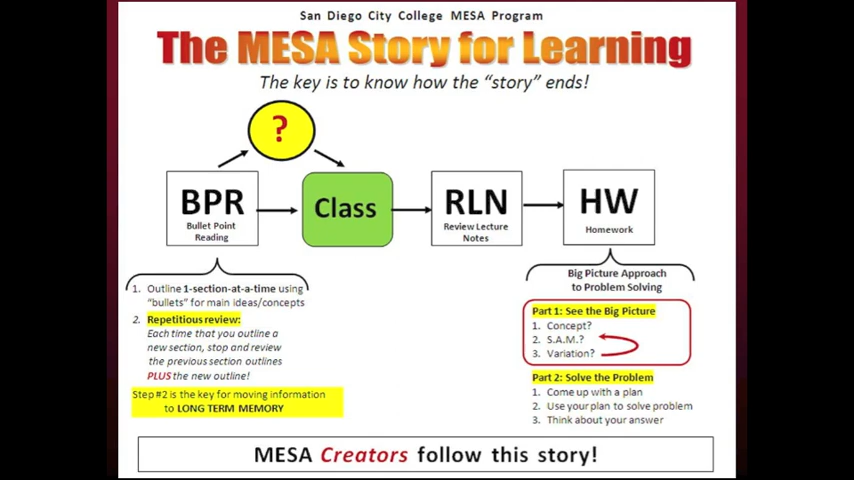 San Diego City College MESA Program
The MESA Story for Learning
The key is to know how the “story” ends!
?
BPR
Bullet Point
Reading
Class
RLN
Review Lecture
Notes
HW
Homework
1. Outline 1-section-at-a-time using
“bullets” for main ideas/concepts
2. Repetitious review:
Each time that you outline a
new section, stop and review
the previous section outlines
PLUS the new outline!
Step #2 is the key for moving information
to LONG TERM MEMORY
Big Picture Approach
to Problem Solving
Part 1: See the Big Picture
1. Concept?
2. S.A.M.?
3. Variation?
Part 2: Solve the Problem
1. Come up with a plan
2. Use your plan to solve problem
3. Think about your answer
MESA Creators follow this story!